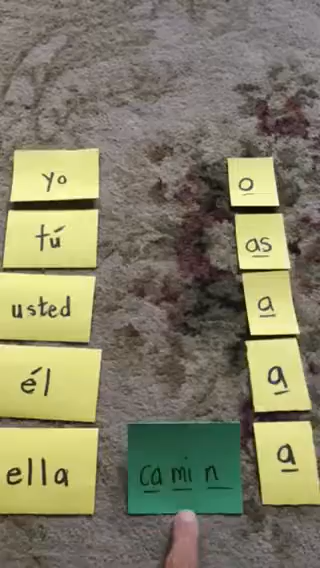 yo o
tú as
usted a
él a
ella camin a